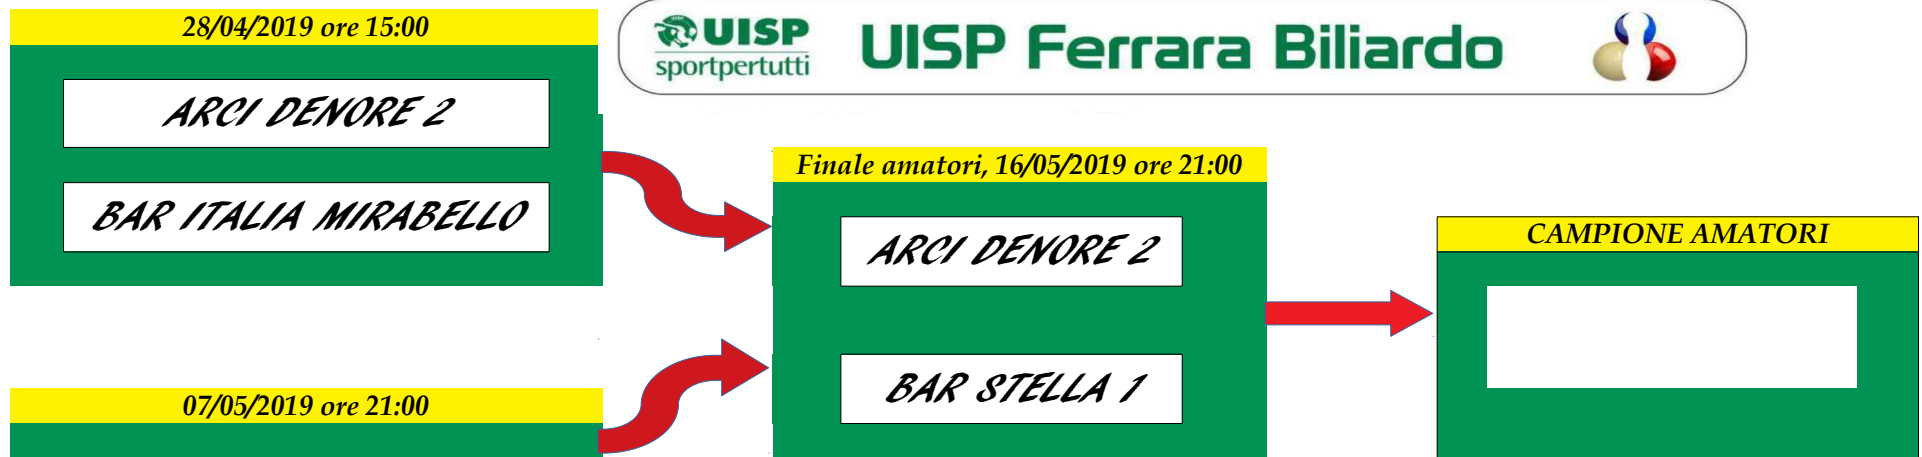 28/04/2019 ore 15:00
ARCI DENORE 2
BAR ITALIA MIRABELLO
UISP
sportpertutti
UISP Ferrara Biliardo
Finale amatori, 16/05/2019 ore 21:00
ARCI DENORE 2
BAR STELLA 1
CAMPIONE AMATORI
07/05/2019 ore 21:00